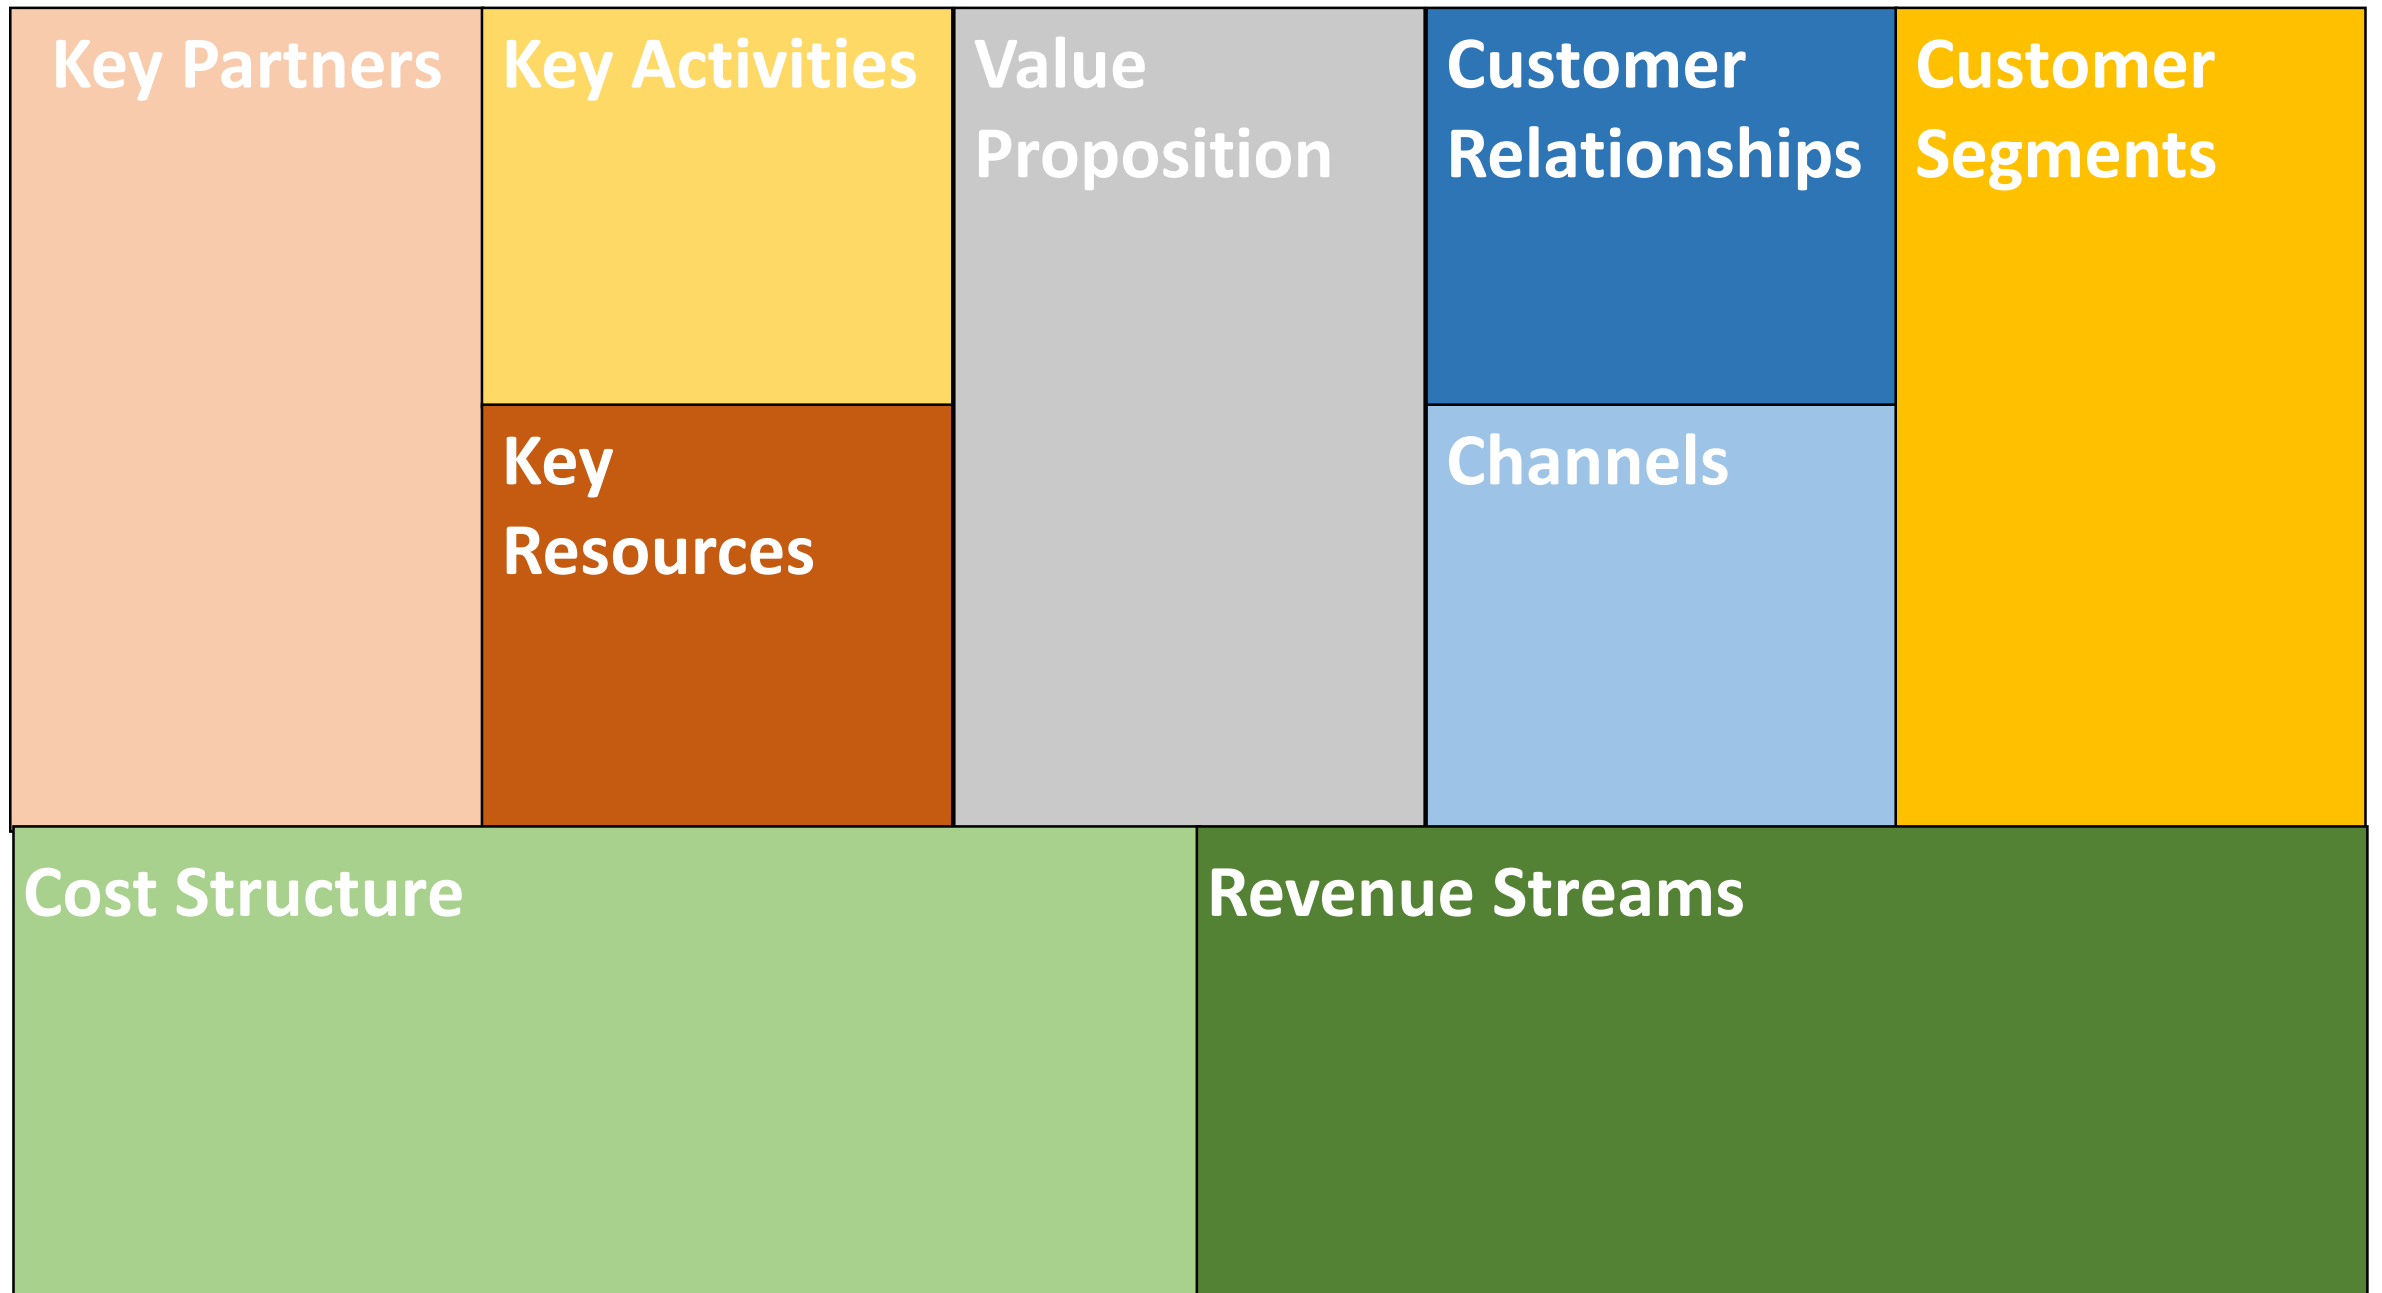 Key Partners
Key Activities
Value
Proposition
Customer
Relationships
Customer
Segments
Key
Resources
Channels
Cost Structure
Revenue Streams